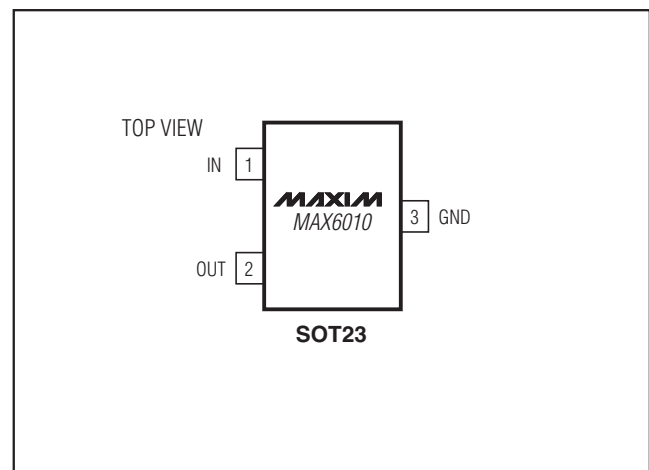 TOP VIEW
IN 1
MAXIM
MAX6010
3 GND
OUT 2
SOT23